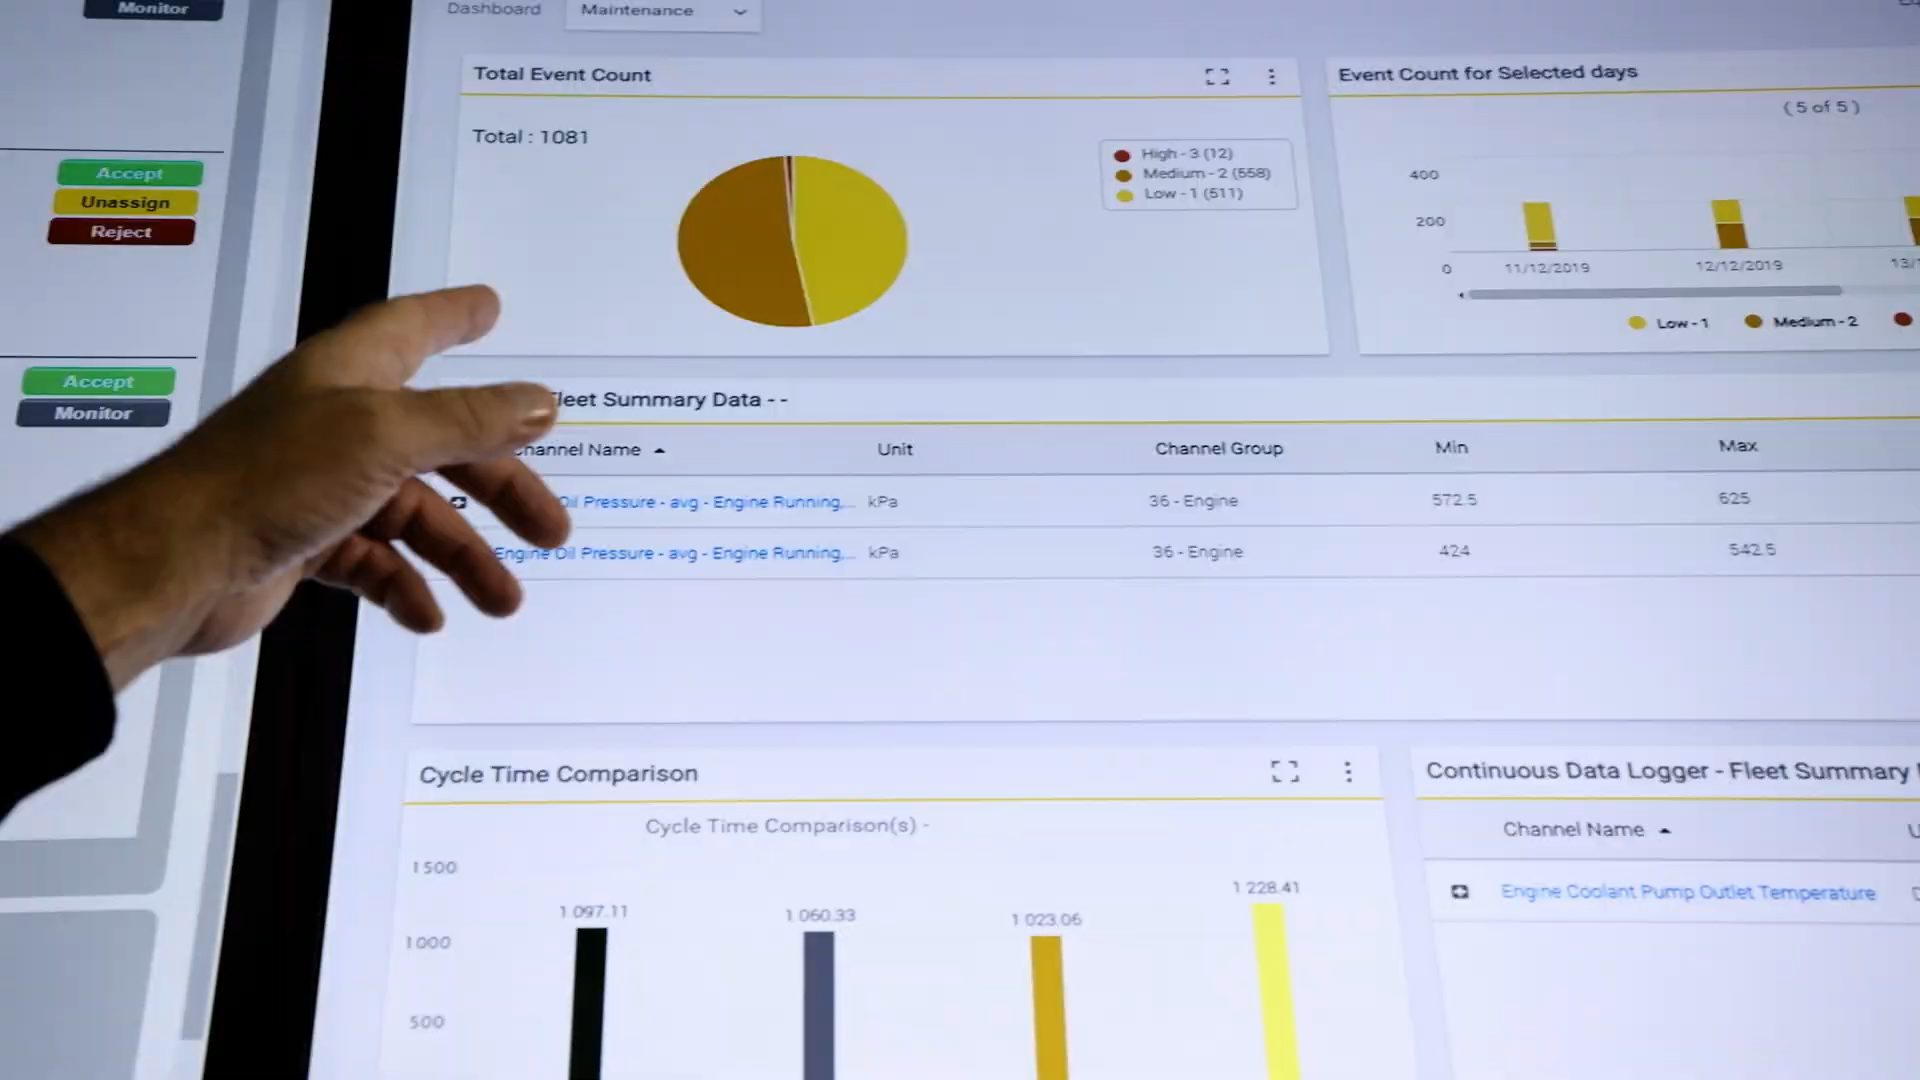 Monitor
Accept
Unassign
Reject
Accept
Monitor
Dashboard
Maintenance
Total Event Count
Total : 1081
High - 3 (12)
Medium - 2 (558)
Low - 1 (511)
Event Count for Selected days
( 5 of 5 )
400
200
0
11/12/2019
12/12/2019
13/1
Low - 1
Medium - 2
Fleet Summary Data - -
Channel Name
Unit
Channel Group
Min
Max
Oil Pressure - avg - Engine Running,...
kPa
36 - Engine
572.5
625
Engine Oil Pressure - avg - Engine Running,...
kPa
36 - Engine
424
542.5
Cycle Time Comparison
Cycle Time Comparison(s) -
1500
1000
500
1 097.11
1 060.33
1 023.06
1 228.41
Continuous Data Logger - Fleet Summary
Channel Name
Engine Coolant Pump Outlet Temperature